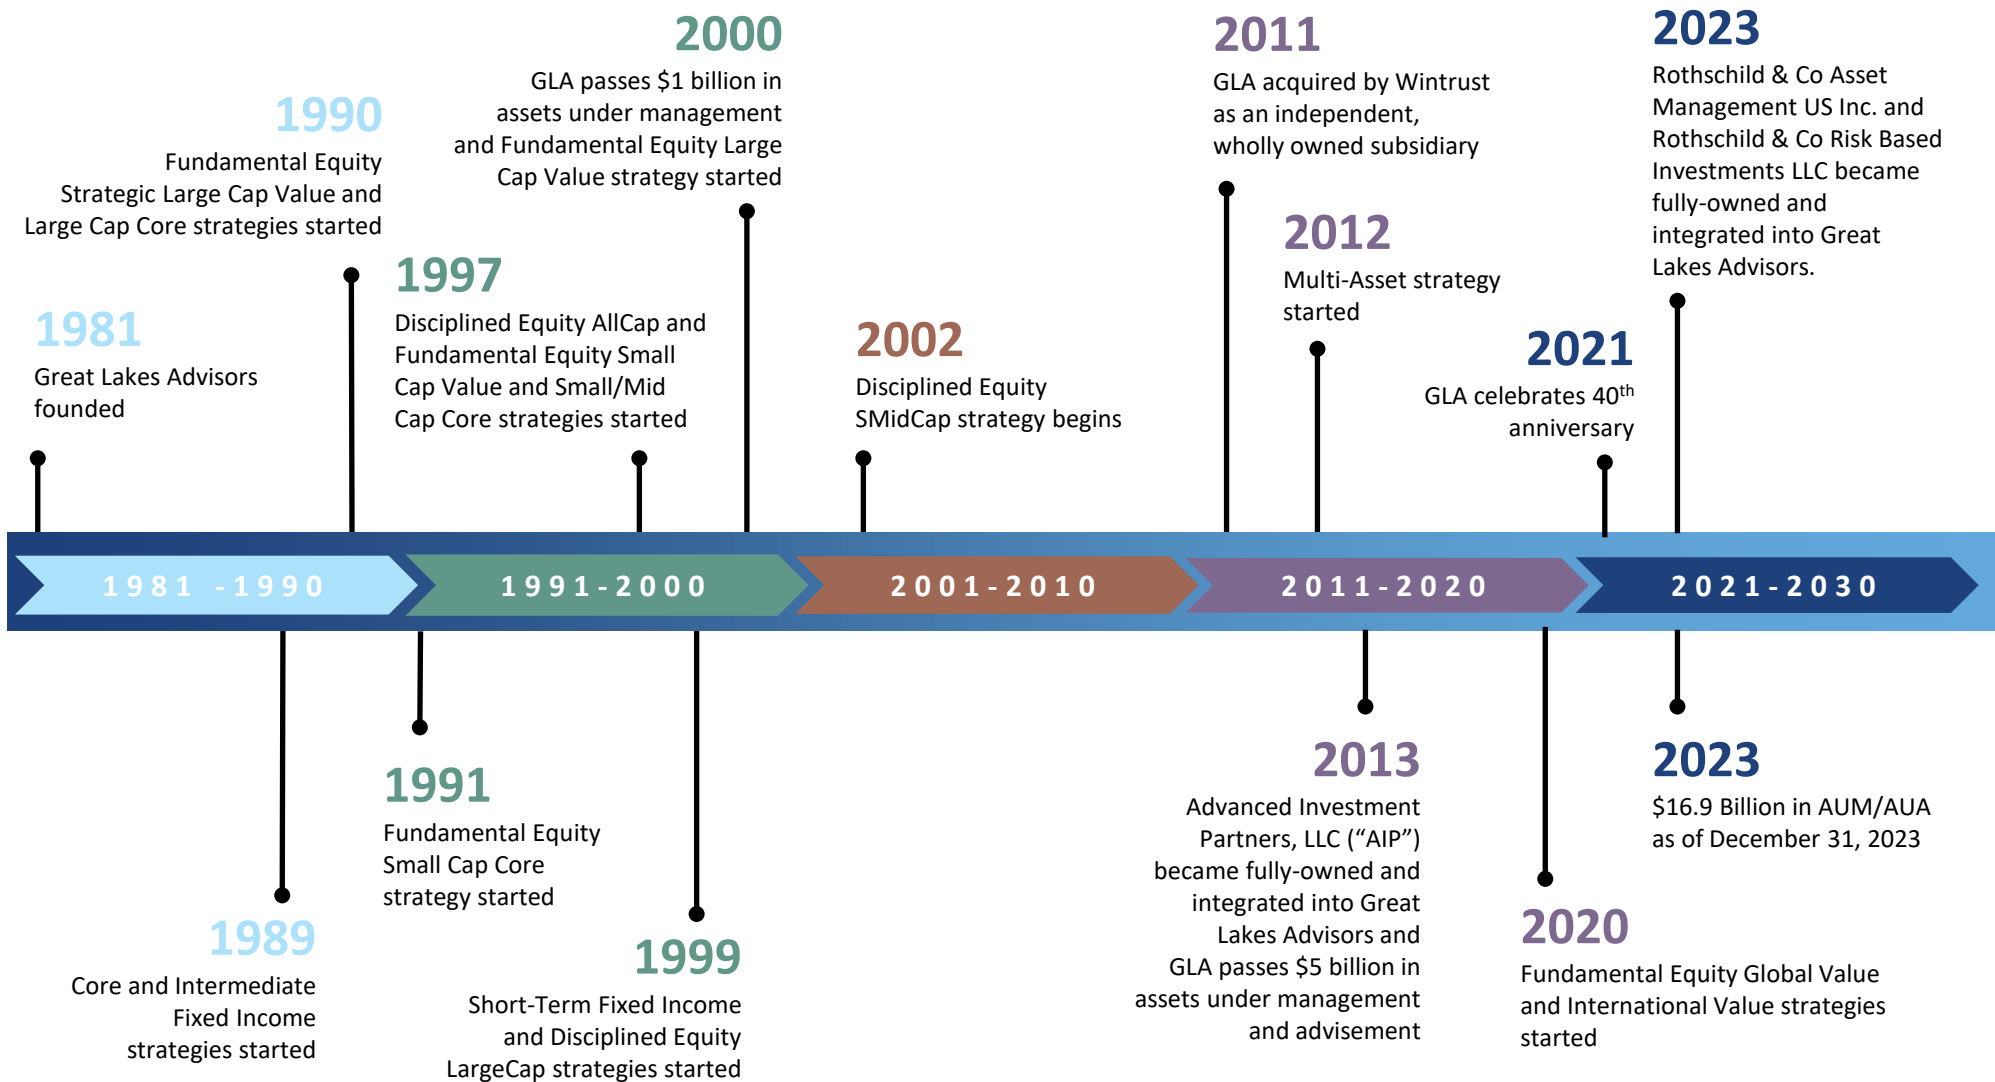 1981
Great Lakes Advisors
founded
1990
Fundamental Equity
Strategic Large Cap Value and
Large Cap Core strategies started
1997
Disciplined Equity AllCap and
Fundamental Equity Small
Cap Value and Small/Mid
Cap Core strategies started
2000
GLA passes $1 billion in
assets under management
and Fundamental Equity Large
Cap Value strategy started
2002
Disciplined Equity
SMidCap strategy begins
2011
GLA acquired by Wintrust
as an independent,
wholly owned subsidiary
2012
Multi-Asset strategy
started
2021
GLA celebrates 40th
anniversary
2023
Rothschild & Co Asset
Management US Inc. and
Rothschild & Co Risk Based
Investments LLC became
fully-owned and
integrated into Great
Lakes Advisors.
1981 -1990
1991-2000
2001-2010
2011-2020
2021-2030
1989
Core and Intermediate
Fixed Income
strategies started
1991
Fundamental Equity
Small Cap Core
strategy started
1999
Short-Term Fixed Income
and Disciplined Equity
LargeCap strategies started
2013
Advanced Investment
Partners, LLC (“AIP”)
became fully-owned and
integrated into Great
Lakes Advisors and
GLA passes $5 billion in
assets under management
and advisement
2020
Fundamental Equity Global Value
and International Value strategies
started
2023
$16.9 Billion in AUM/AUA
as of December 31, 2023